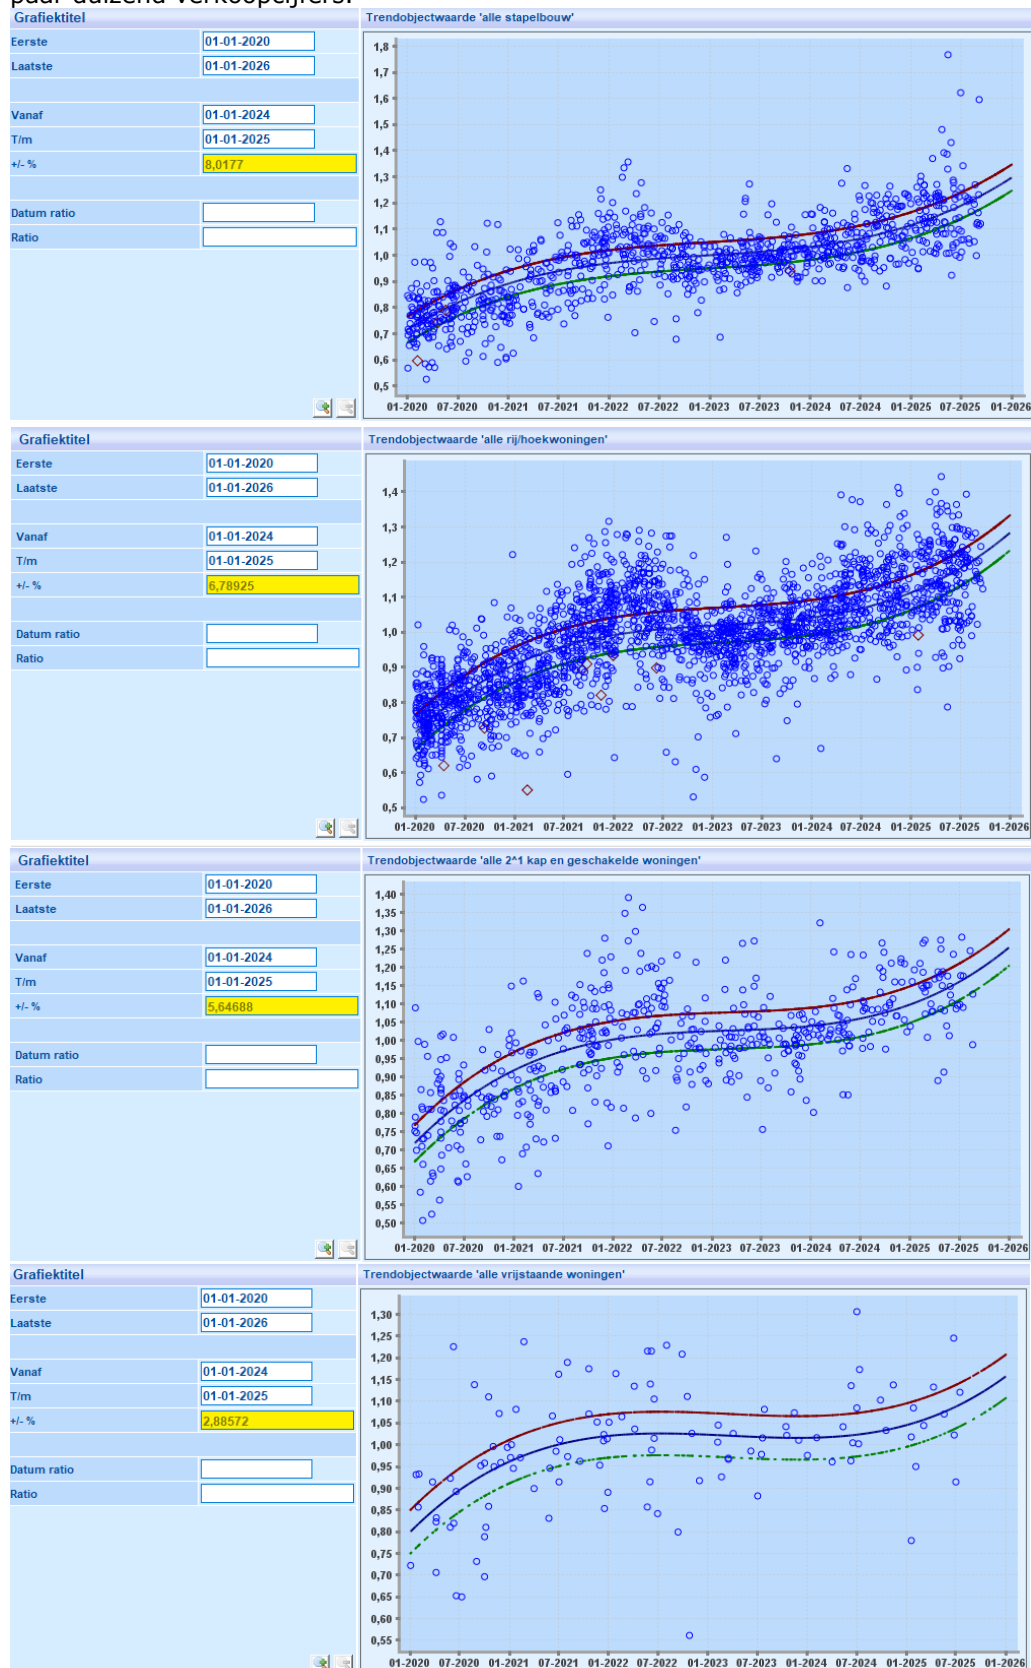 paar duizend verkoopcijfers.
Grafiektitel
Eerste 01-01-2020
Laatste 01-01-2026
Vanaf 01-01-2024
T/m 01-01-2025
+/- % 8,0177
Datum ratio
Ratio
Trendobjectwaarde 'alle stapelbouw'
1,8
1,7
1,6
1,5
1,4
1,3
1,2
1,1
1,0
0,9
0,8
0,7
0,6
0,5
01-2020 07-2020 01-2021 07-2021 01-2022 07-2022 01-2023 07-2023 01-2024 07-2024 01-2025 07-2025 01-2026
Grafiektitel
Eerste 01-01-2020
Laatste 01-01-2026
Vanaf 01-01-2024
T/m 01-01-2025
+/- % 6,78925
Datum ratio
Ratio
Trendobjectwaarde 'alle rij/hoekwoningen'
1,4
1,3
1,2
1,1
1,0
0,9
0,8
0,7
0,6
0,5
01-2020 07-2020 01-2021 07-2021 01-2022 07-2022 01-2023 07-2023 01-2024 07-2024 01-2025 07-2025 01-2026
Grafiektitel
Eerste 01-01-2020
Laatste 01-01-2026
Vanaf 01-01-2024
T/m 01-01-2025
+/- % 5,64688
Datum ratio
Ratio
Trendobjectwaarde 'alle 2^1 kap en geschakelde woningen'
1,40
1,35
1,30
1,25
1,20
1,15
1,10
1,05
1,00
0,95
0,90
0,85
0,80
0,75
0,70
0,65
0,60
0,55
0,50
01-2020 07-2020 01-2021 07-2021 01-2022 07-2022 01-2023 07-2023 01-2024 07-2024 01-2025 07-2025 01-2026
Grafiektitel
Eerste 01-01-2020
Laatste 01-01-2026
Vanaf 01-01-2024
T/m 01-01-2025
+/- % 2,88572
Datum ratio
Ratio
Trendobjectwaarde 'alle vrijstaande woningen'
1,30
1,25
1,20
1,15
1,10
1,05
1,00
0,95
0,90
0,85
0,80
0,75
0,70
0,65
0,60
0,55
01-2020 07-2020 01-2021 07-2021 01-2022 07-2022 01-2023 07-2023 01-2024 07-2024 01-2025 07-2025 01-2026